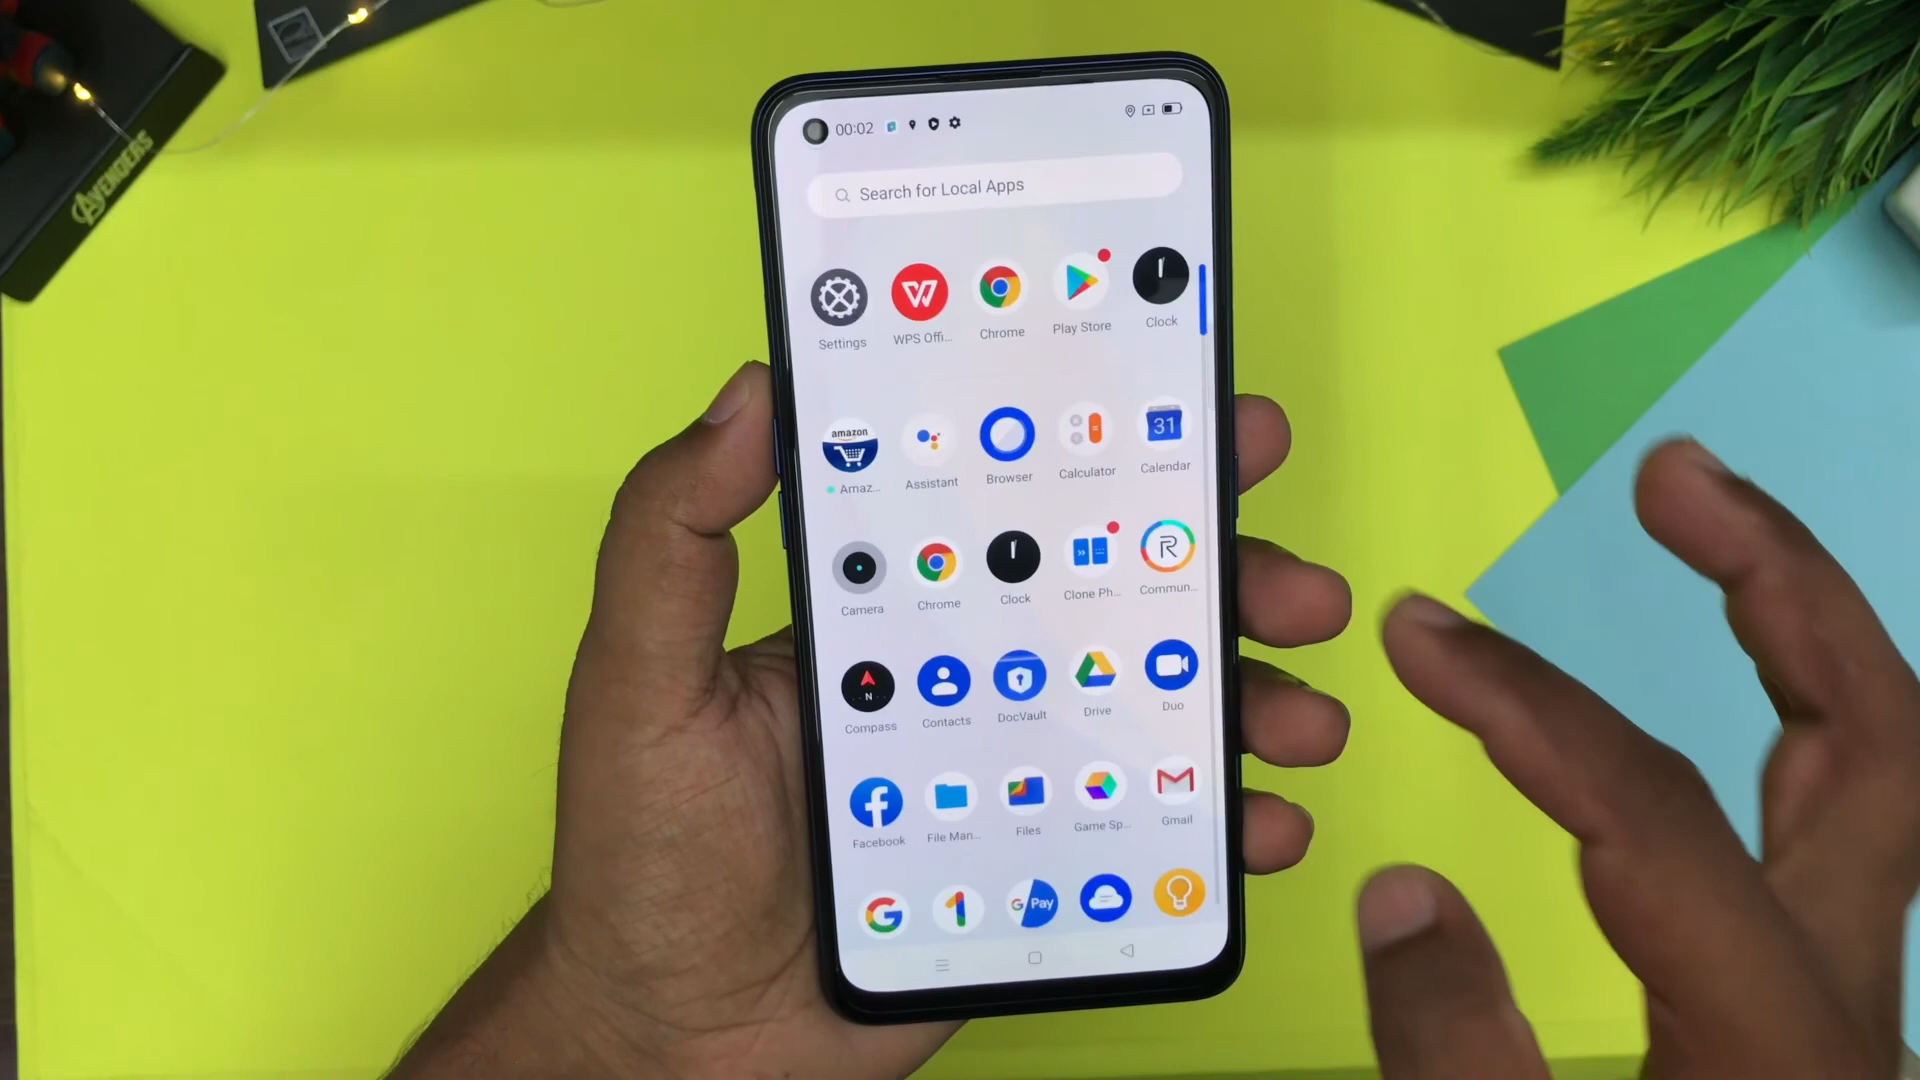 AVENGERS
00:02
Search for Local Apps
Settings
WPS Offi...
Chrome
Play Store
Clock
amazon
31
Amaz...
Assistant
Browser
Calculator
Calendar
R
Camera
Chrome
Clock
Clone Ph...
Commun...
N
Compass
Contacts
DocVault
Drive
Duo
Facebook
File Man...
Files
Game Sp...
Gmail
G Pay